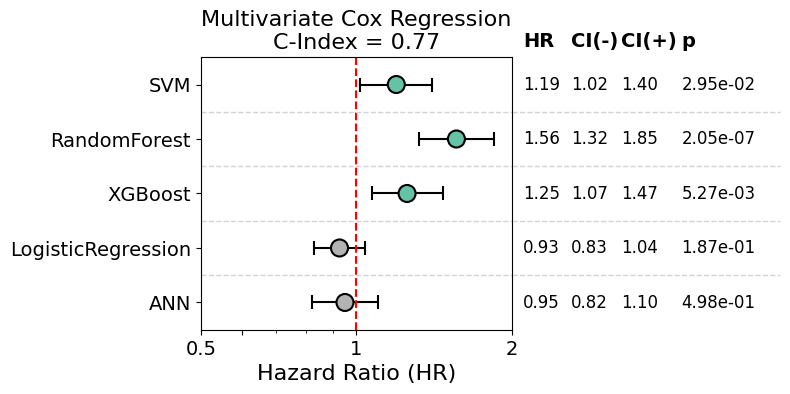 Multivariate Cox Regression
C-Index = 0.77
HR CI(-) CI(+) p
SVM 1.19 1.02 1.40 2.95e-02
RandomForest 1.56 1.32 1.85 2.05e-07
XGBoost 1.25 1.07 1.47 5.27e-03
LogisticRegression 0.93 0.83 1.04 1.87e-01
ANN 0.95 0.82 1.10 4.98e-01
0.5 1 2
Hazard Ratio (HR)